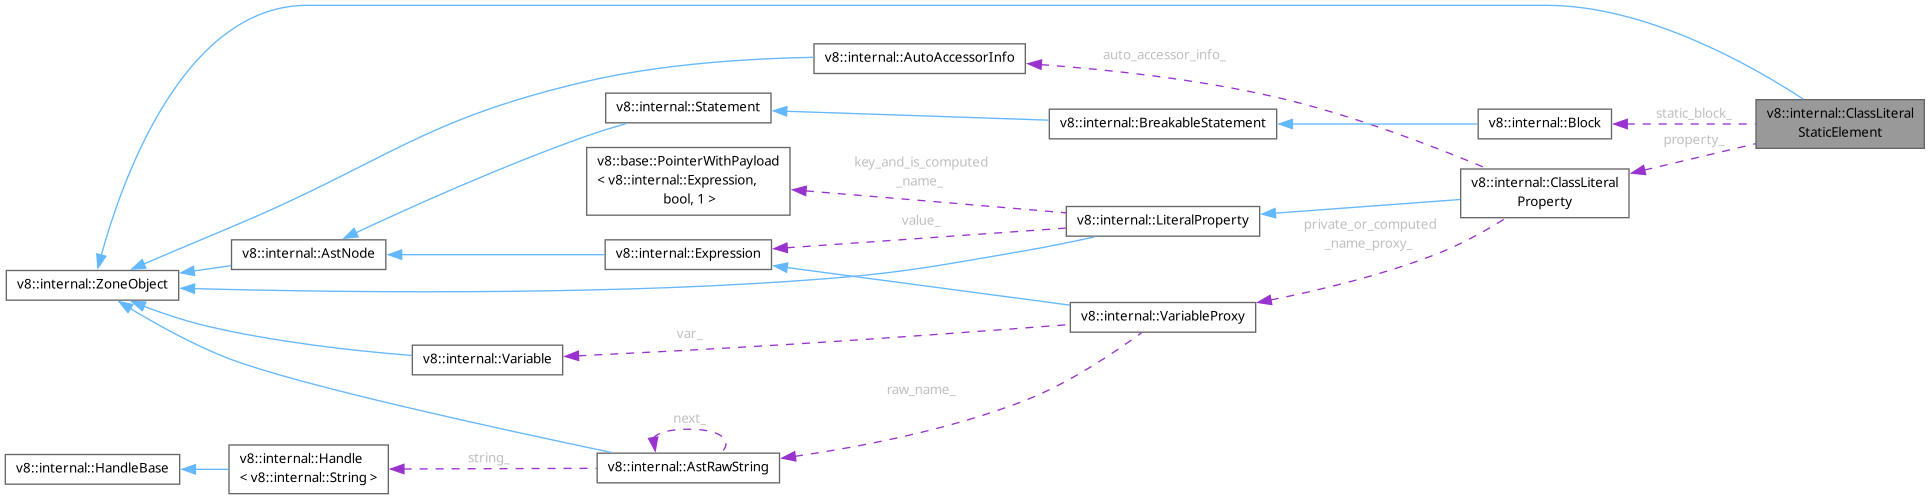 v8::internal::AutoAccessorInfo
auto_accessor_info_
v8::internal::Statement
v8::internal::BreakableStatement
v8::internal::Block
static_block_
v8::internal::ClassLiteral
StaticElement
property_
v8::base::PointerWithPayload
< v8::internal::Expression,
bool, 1 >
key_and_is_computed
_name_
v8::internal::ClassLiteral
Property
value_
v8::internal::LiteralProperty
private_or_computed
_name_proxy_
v8::internal::AstNode
v8::internal::Expression
v8::internal::ZoneObject
v8::internal::VariableProxy
var_
v8::internal::Variable
raw_name_
next_
v8::internal::HandleBase
v8::internal::Handle
< v8::internal::String >
string_
v8::internal::AstRawString